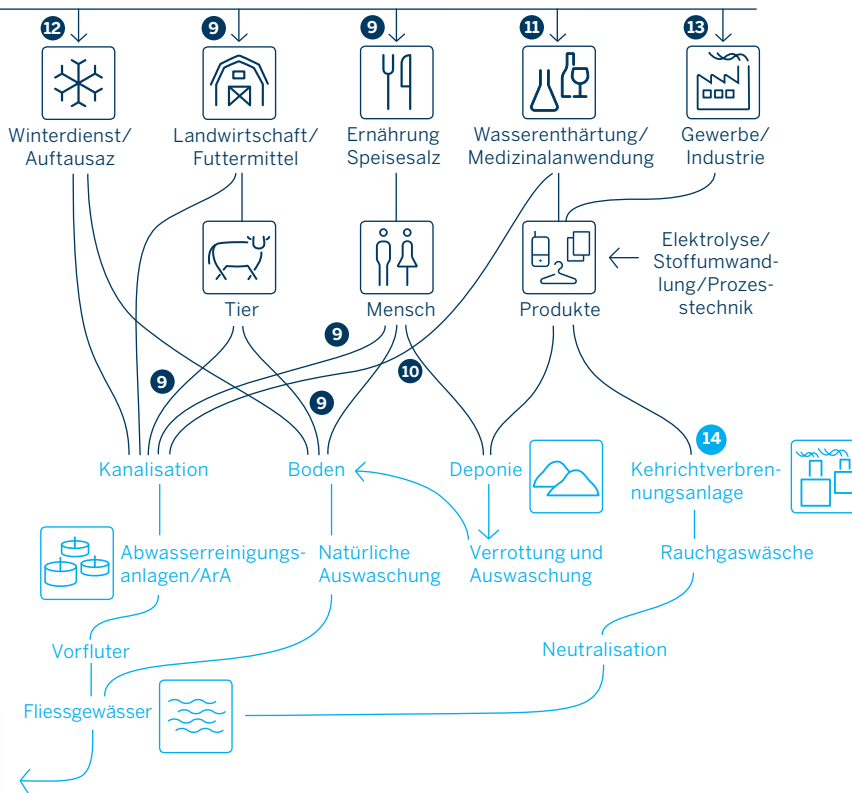 12
9
9
11
13
Winterdienst/
Auftausaz
Landwirtschaft/
Futtermittel
Ernährung
Speisesalz
Wasserenthärtung/
Medizinalanwendung
Gewerbe/
Industrie
Tier
Mensch
Produkte
Elektrolyse/
Stoffumwand-
lung/Prozes-
stechnik
9
9
9
10
14
Kanalisation
Boden
Deponie
Kehrichtverbren-
nungsanlage
Abwasserreinigungs-
anlagen/ArA
Natürliche
Auswaschung
Verrottung und
Auswaschung
Rauchgaswäsche
Vorfluter
Neutralisation
Fliessgewässer